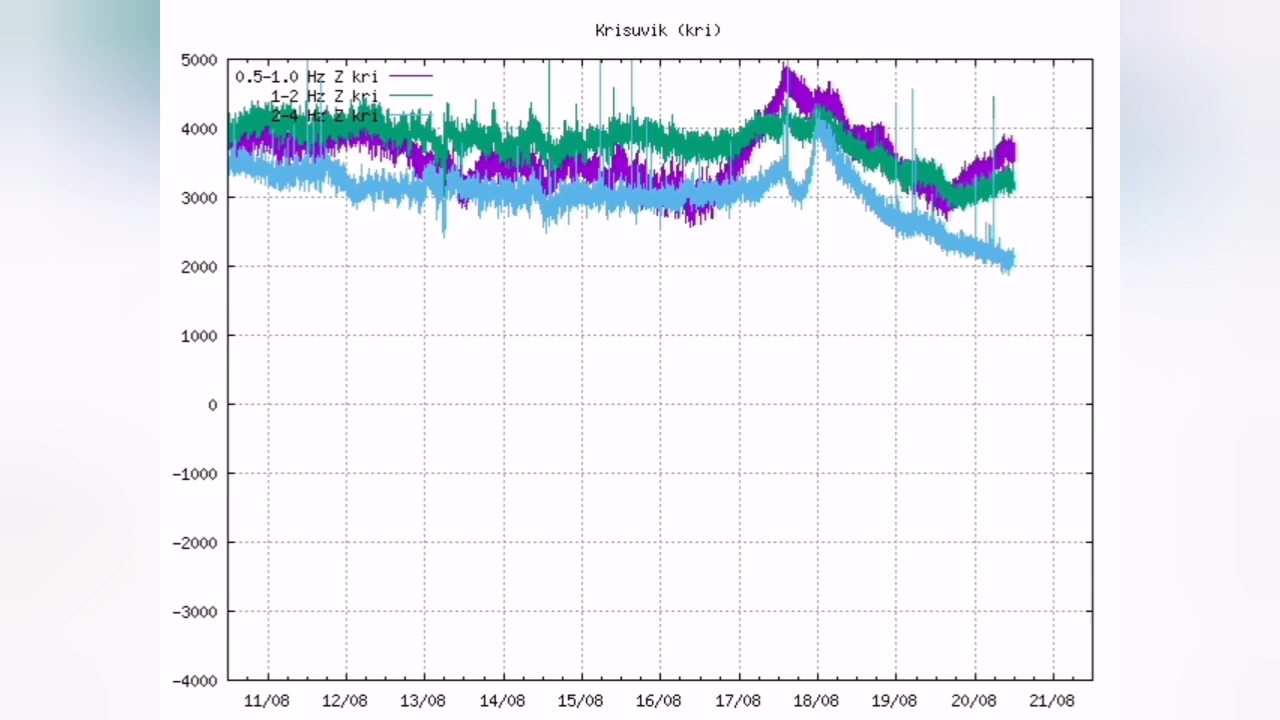 Krisuvik (kri)
5000
0.5-1.0 Hz Z kri
1-2 Hz Z kri
2-4 Hz Z kri
4000
3000
2000
1000
0
-1000
-2000
-3000
-4000
11/08 12/08 13/08 14/08 15/08 16/08 17/08 18/08 19/08 20/08 21/08